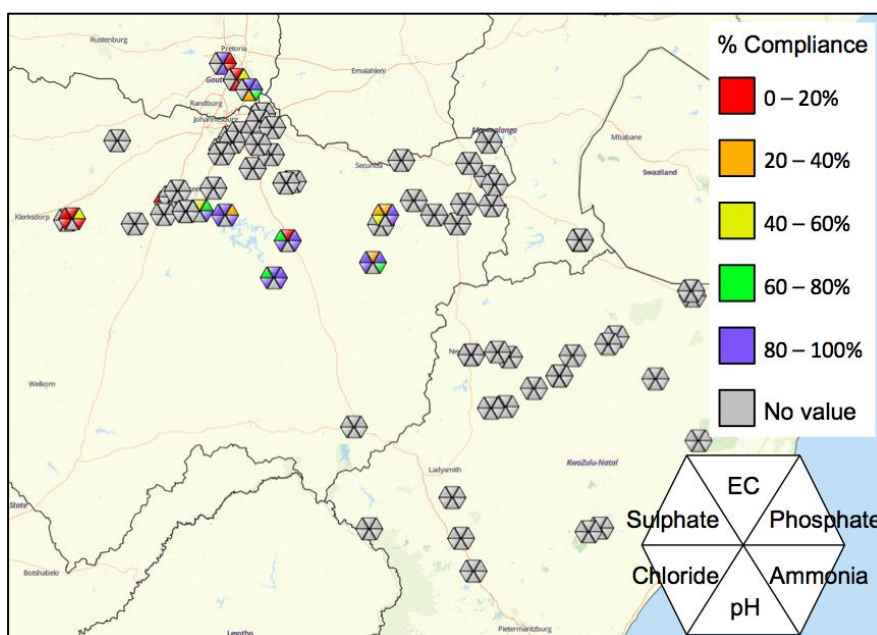 Rustenburg
Pretoria
Emalahleni
Randburg
Johannesburg
Secunda
Mbabane
Swaziland
Klerksdorp
Welkom
Ladysmith
KwaZulu-Natal
State
Botshabelo
Lesotho
Pietermaritzburg
% Compliance
0 – 20%
20 – 40%
40 – 60%
60 – 80%
80 – 100%
No value
EC
Sulphate
Phosphate
Chloride
Ammonia
pH